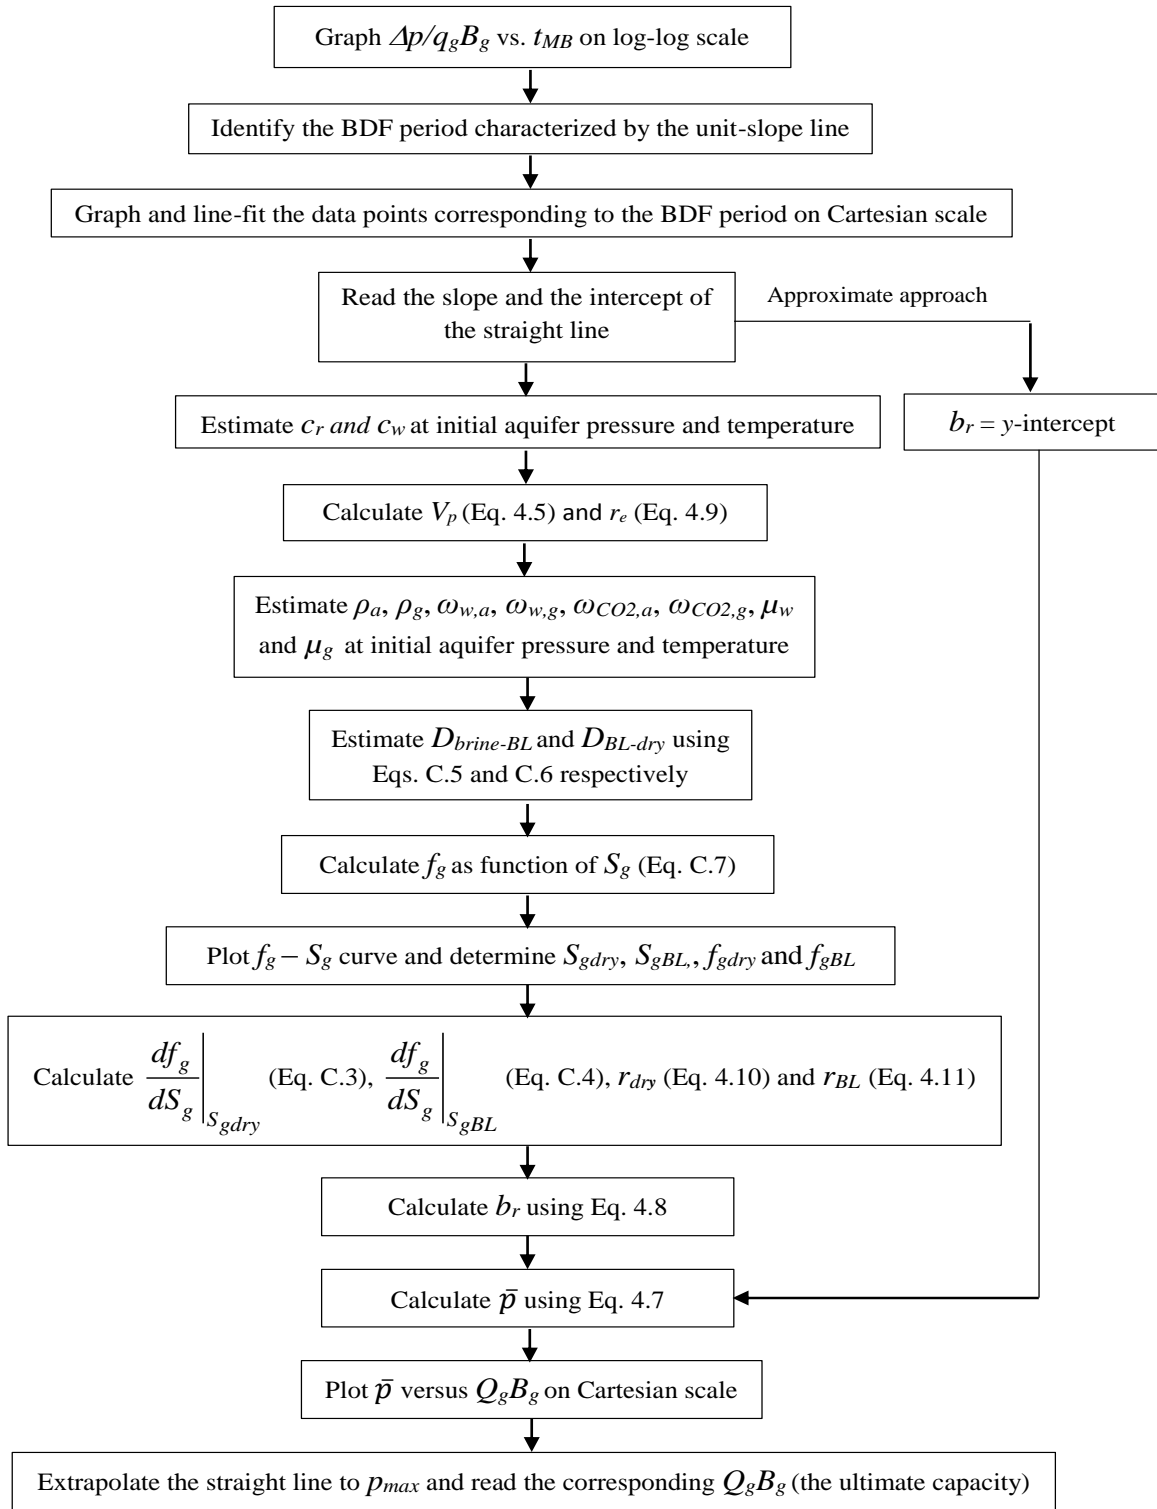 Graph Δp/q_gB_g vs. t_MB on log-log scale
Identify the BDF period characterized by the unit-slope line
Graph and line-fit the data points corresponding to the BDF period on Cartesian scale
Read the slope and the intercept of
the straight line
Approximate approach
Estimate c_r and c_w at initial aquifer pressure and temperature
b_r = y-intercept
Calculate V_p (Eq. 4.5) and r_e (Eq. 4.9)
Estimate ρ_a, ρ_g, ω_w,a, ω_w,g, ω_CO2,a, ω_CO2,g, μ_w
and μ_g at initial aquifer pressure and temperature
Estimate D_brine-BL and D_BL-dry using
Eqs. C.5 and C.6 respectively
Calculate f_g as function of S_g (Eq. C.7)
Plot f_g – S_g curve and determine S_gdry, S_gBL,, f_gdry and f_gBL
Calculate df_g/dS_g|S_gdry (Eq. C.3), df_g/dS_g|S_gBL (Eq. C.4), r_dry (Eq. 4.10) and r_BL (Eq. 4.11)
Calculate b_r using Eq. 4.8
Calculate p̄ using Eq. 4.7
Plot p̄ versus Q_gB_g on Cartesian scale
Extrapolate the straight line to p_max and read the corresponding Q_gB_g (the ultimate capacity)